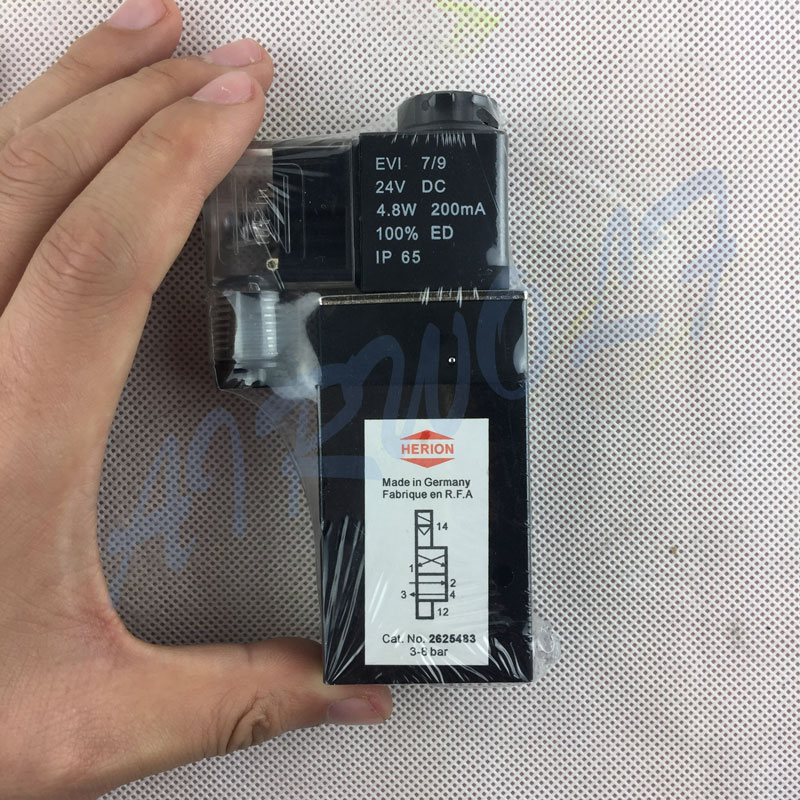 EVI 7/9
24V DC
4.8W 200mA
100% ED
IP 65
HERION
Made in Germany
Fabrique en R.F.A
14
1
2
3
4
12
Cat. No. 2625483
3-8 bar
AIRWOLF